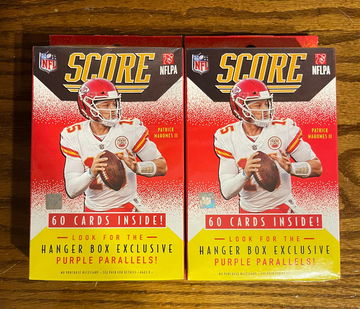 NFL
SCORE
NFLPA
PATRICK
MAHOMES II
15
60 CARDS INSIDE!
LOOK FOR THE
HANGER BOX EXCLUSIVE
PURPLE PARALLELS!
NFL
SCORE
NFLPA
PATRICK
MAHOMES II
15
60 CARDS INSIDE!
LOOK FOR THE
HANGER BOX EXCLUSIVE
PURPLE PARALLELS!